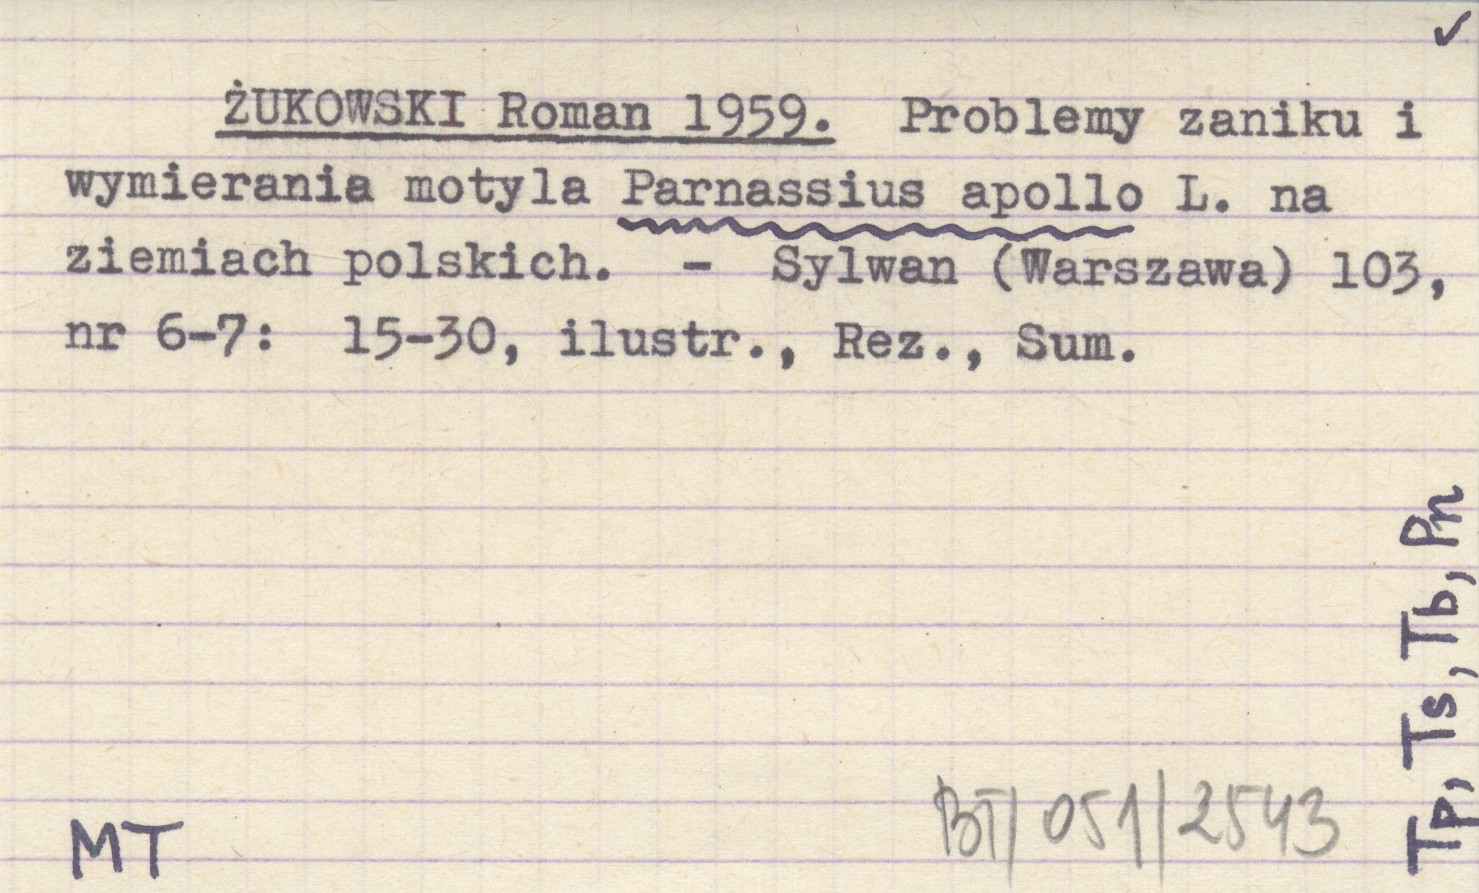 ✓
ŻUKOWSKI Roman 1959. Problemy zaniku i
wymierania motyla Parnassius apollo L. na
ziemiach polskich. - Sylwan (Warszawa) 103,
nr 6-7: 15-30, ilustr., Rez., Sum.
Tp, Ts, Tb, Pn
MT
BT/051/2543